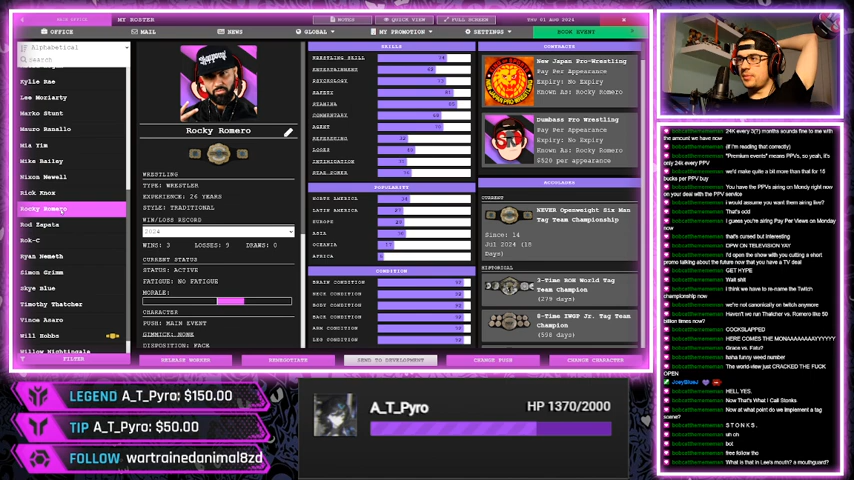 MAIN OFFICE
MY ROSTER
NOTES
QUICK VIEW
FULL SCREEN
THU 01 AUG 2024
OFFICE
MAIL
NEWS
GLOBAL
MY PROMOTION
SETTINGS
BOOK EVENT
Alphabetical
Search
Kylie Rae
Lee Moriarty
Marko Stunt
Mauro Ranallo
Mia Yim
Mike Bailey
Nixon Newell
Rick Knox
Rocky Romero
Rod Zapata
Rok-C
Ryan Nemeth
Simon Grimm
Skye Blue
Timothy Thatcher
Vince Asaro
Will Hobbs
Willow Nightingale
FILTER
Rocky Romero
WRESTLING
TYPE: WRESTLER
EXPERIENCE: 26 YEARS
STYLE: TRADITIONAL
WIN/LOSS RECORD
2024
WINS: 3 LOSSES: 9 DRAWS: 0
CURRENT STATUS
STATUS: ACTIVE
FATIGUE: NO FATIGUE
MORALE:
CHARACTER
PUSH: MAIN EVENT
GIMMICK: NONE
DISPOSITION: FACE
SKILLS
WRESTLING SKILL
ENTERTAINMENT
PSYCHOLOGY
SAFETY
STAMINA
COMMENTARY
AGENT
REFEREEING
LOOKS
INTIMIDATION
STAR POWER
POPULARITY
NORTH AMERICA
LATIN AMERICA
EUROPE
ASIA
OCEANIA
AFRICA
CONDITION
BRAIN CONDITION
NECK CONDITION
BODY CONDITION
BACK CONDITION
ARMS CONDITION
LEG CONDITION
CONTRACTS
New Japan Pro-Wrestling
Pay Per Appearance
Expiry: No Expiry
Known As: Rocky Romero
Dumbass Pro Wrestling
Expiry: No Expiry
Known As: Rocky Romero
$520 per appearance
ACCOLADES
CURRENT
NEVER Openweight Six Man
Tag Team Championship
Since: 14
Jul 2024 (18
Days)
HISTORICAL
3-Time ROH World Tag
Team Champion
(279 days)
8-Time IWGP Jr. Tag Team
Champion
(598 days)
RELEASE WORKER
RENEGOTIATE
SEND TO DEVELOPMENT
CHANGE PUSH
CHANGE CHARACTER
24K every 3(?) months sounds fine to me with
the amount we have now
(If I'm reading that correctly)
"Premium events" means PPV's, so yeah, it's
only 24k every PPV
we'd make quite a bit more than that for 16
bucks per PPV buy
You have the PPV's airing on Mondy right now
on your deal with the PPV service
i would assume you want them airing live?
That's odd
I guess you're airing Pay Per Views on Monday
now
that's cursed but interesting
DPW ON TELEVISION YAY
I'd open the show with you cutting a short
promo talking about the future now that you have a TV deal
GET HYPE
Wait shit
I think we have to re-name the Twitch
championship now
we're not canonically on twitch anymore
Haven't we run Thatcher vs. Romero like 50
billion times now?
COCKSLAPPED
HERE COMES THE MONAAAAAAAYYYYYY
Grace vs. Fatu?
haha funny weed number
The world-view just CRACKED THE FUCK
OPEN
JoeyBlueJ
HELL YES.
Now That's What I Call Stonks
Now at what point do we implement a tag
scene?
S T O N K S .
uh oh
bot
free follow tho
What is that in Lee's mouth? a mouthguard?
LEGEND A_T_Pyro: $150.00
TIP A_T_Pyro: $50.00
FOLLOW wartrainedanimal8zd
A_T_Pyro
HP 1370/2000